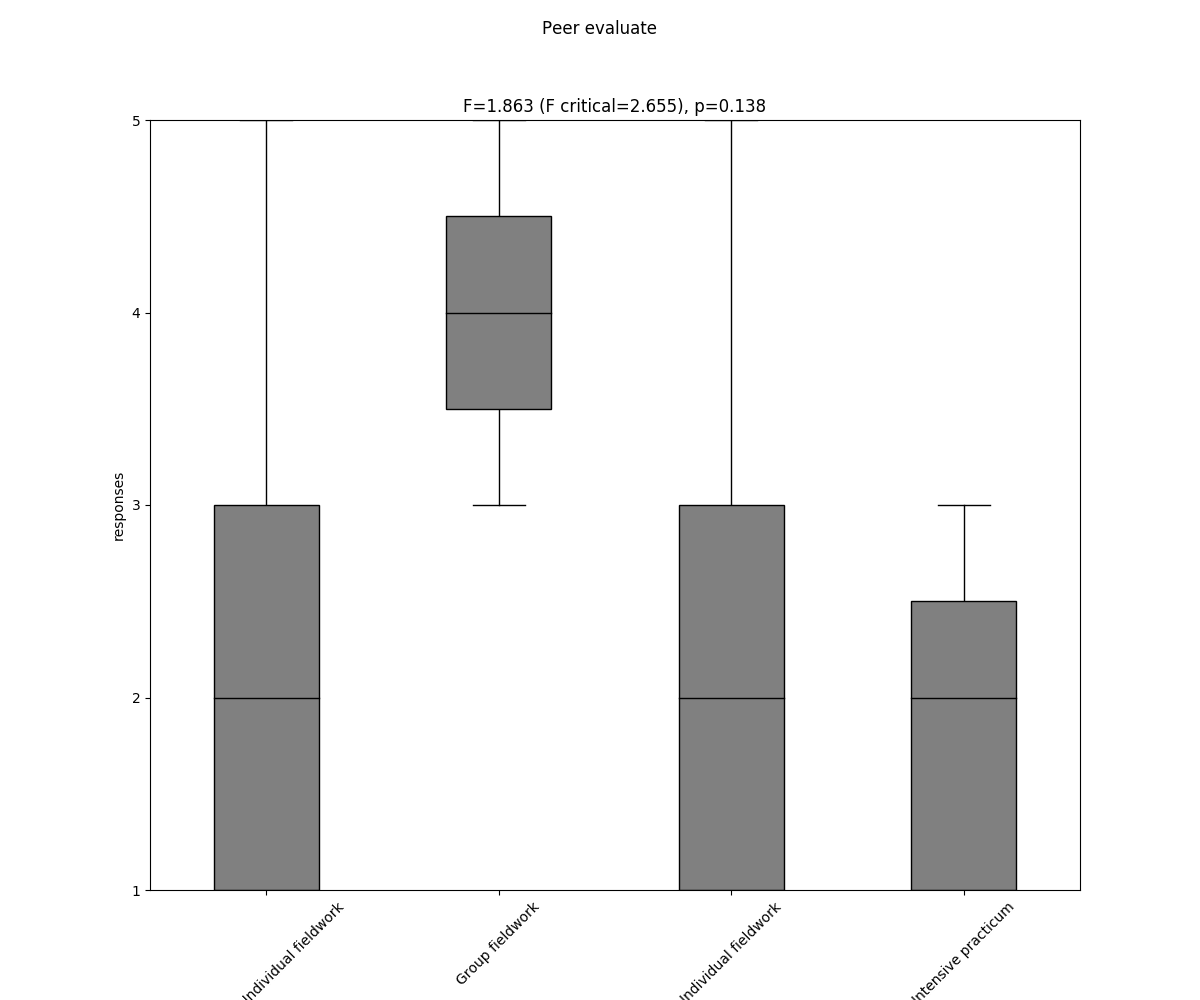 Peer evaluate
F=1.863 (F critical=2.655), p=0.138
5
4
3
2
1
responses
Individual fieldwork
Group fieldwork
Individual fieldwork
Intensive practicum